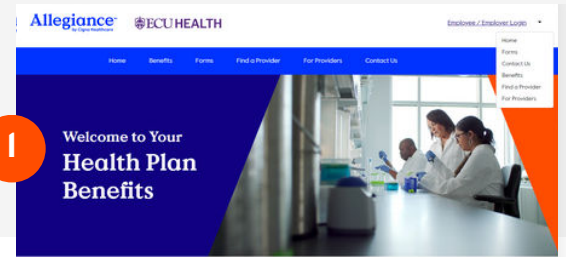 Allegiance
by Cigna Healthcare
ECU HEALTH
Employee / Employer Login
Home
Forms
Contact Us
Benefits
Find a Provider
For Providers
Home Benefits Forms Find a Provider For Providers Contact Us
1
Welcome to Your
Health Plan
Benefits